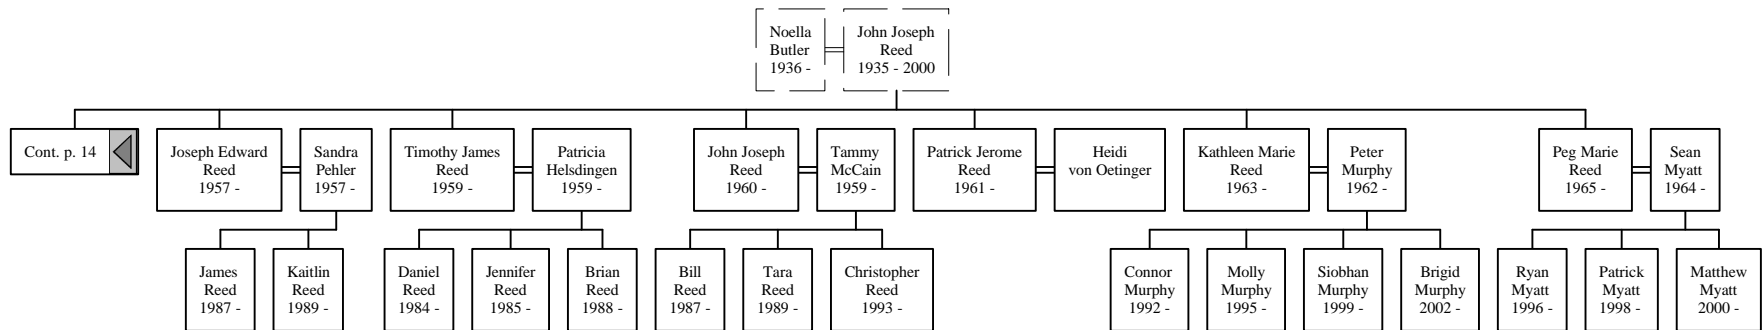 Noella
Butler
1936 -
John Joseph
Reed
1935 - 2000
Cont. p. 14
Joseph Edward
Reed
1957 -
Sandra
Pehler
1957 -
Timothy James
Reed
1959 -
Patricia
Helsdingen
1959 -
John Joseph
Reed
1960 -
Tammy
McCain
1959 -
Patrick Jerome
Reed
1961 -
Heidi
von Oetinger
Kathleen Marie
Reed
1963 -
Peter
Murphy
1962 -
Peg Marie
Reed
1965 -
Sean
Myatt
1964 -
James
Reed
1987 -
Kaitlin
Reed
1989 -
Daniel
Reed
1984 -
Jennifer
Reed
1985 -
Brian
Reed
1988 -
Bill
Reed
1987 -
Tara
Reed
1989 -
Christopher
Reed
1993 -
Connor
Murphy
1992 -
Molly
Murphy
1995 -
Siobhan
Murphy
1999 -
Brigid
Murphy
2002 -
Ryan
Myatt
1996 -
Patrick
Myatt
1998 -
Matthew
Myatt
2000 -